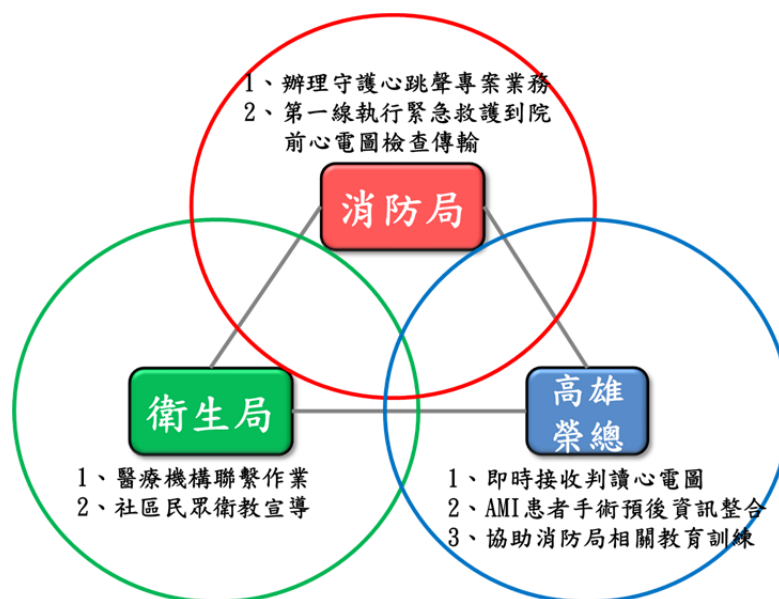 1、辦理守護心跳聲專案業務
2、第一線執行緊急救護到院
前心電圖檢查傳輸
消防局
衛生局
1、醫療機構聯繫作業
2、社區民眾衛教宣導
高雄
榮總
1、即時接收判讀心電圖
2、AMI患者手術預後資訊整合
3、協助消防局相關教育訓練